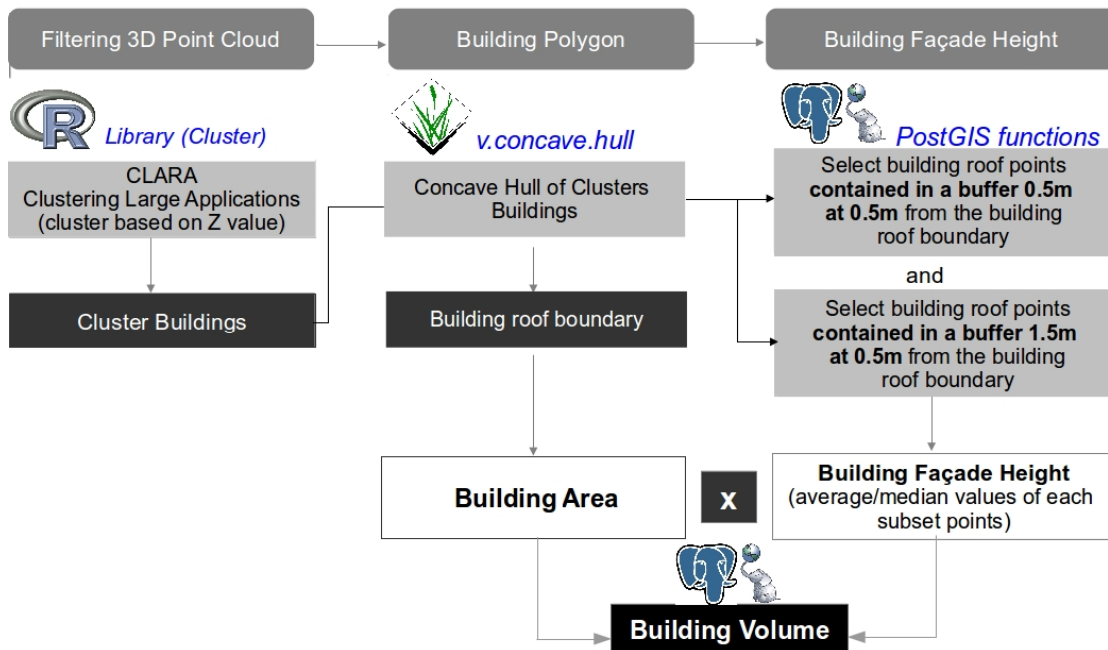 Filtering 3D Point Cloud
Building Polygon
Building Façade Height
R
Library (Cluster)
v.concave.hull
PostGIS functions
CLARA
Clustering Large Applications
(cluster based on Z value)
Concave Hull of Clusters
Buildings
Select building roof points
contained in a buffer 0.5m
at 0.5m from the building
roof boundary
and
Cluster Buildings
Building roof boundary
Select building roof points
contained in a buffer 1.5m
at 0.5m from the building
roof boundary
Building Area
x
Building Façade Height
(average/median values of each
subset points)
Building Volume